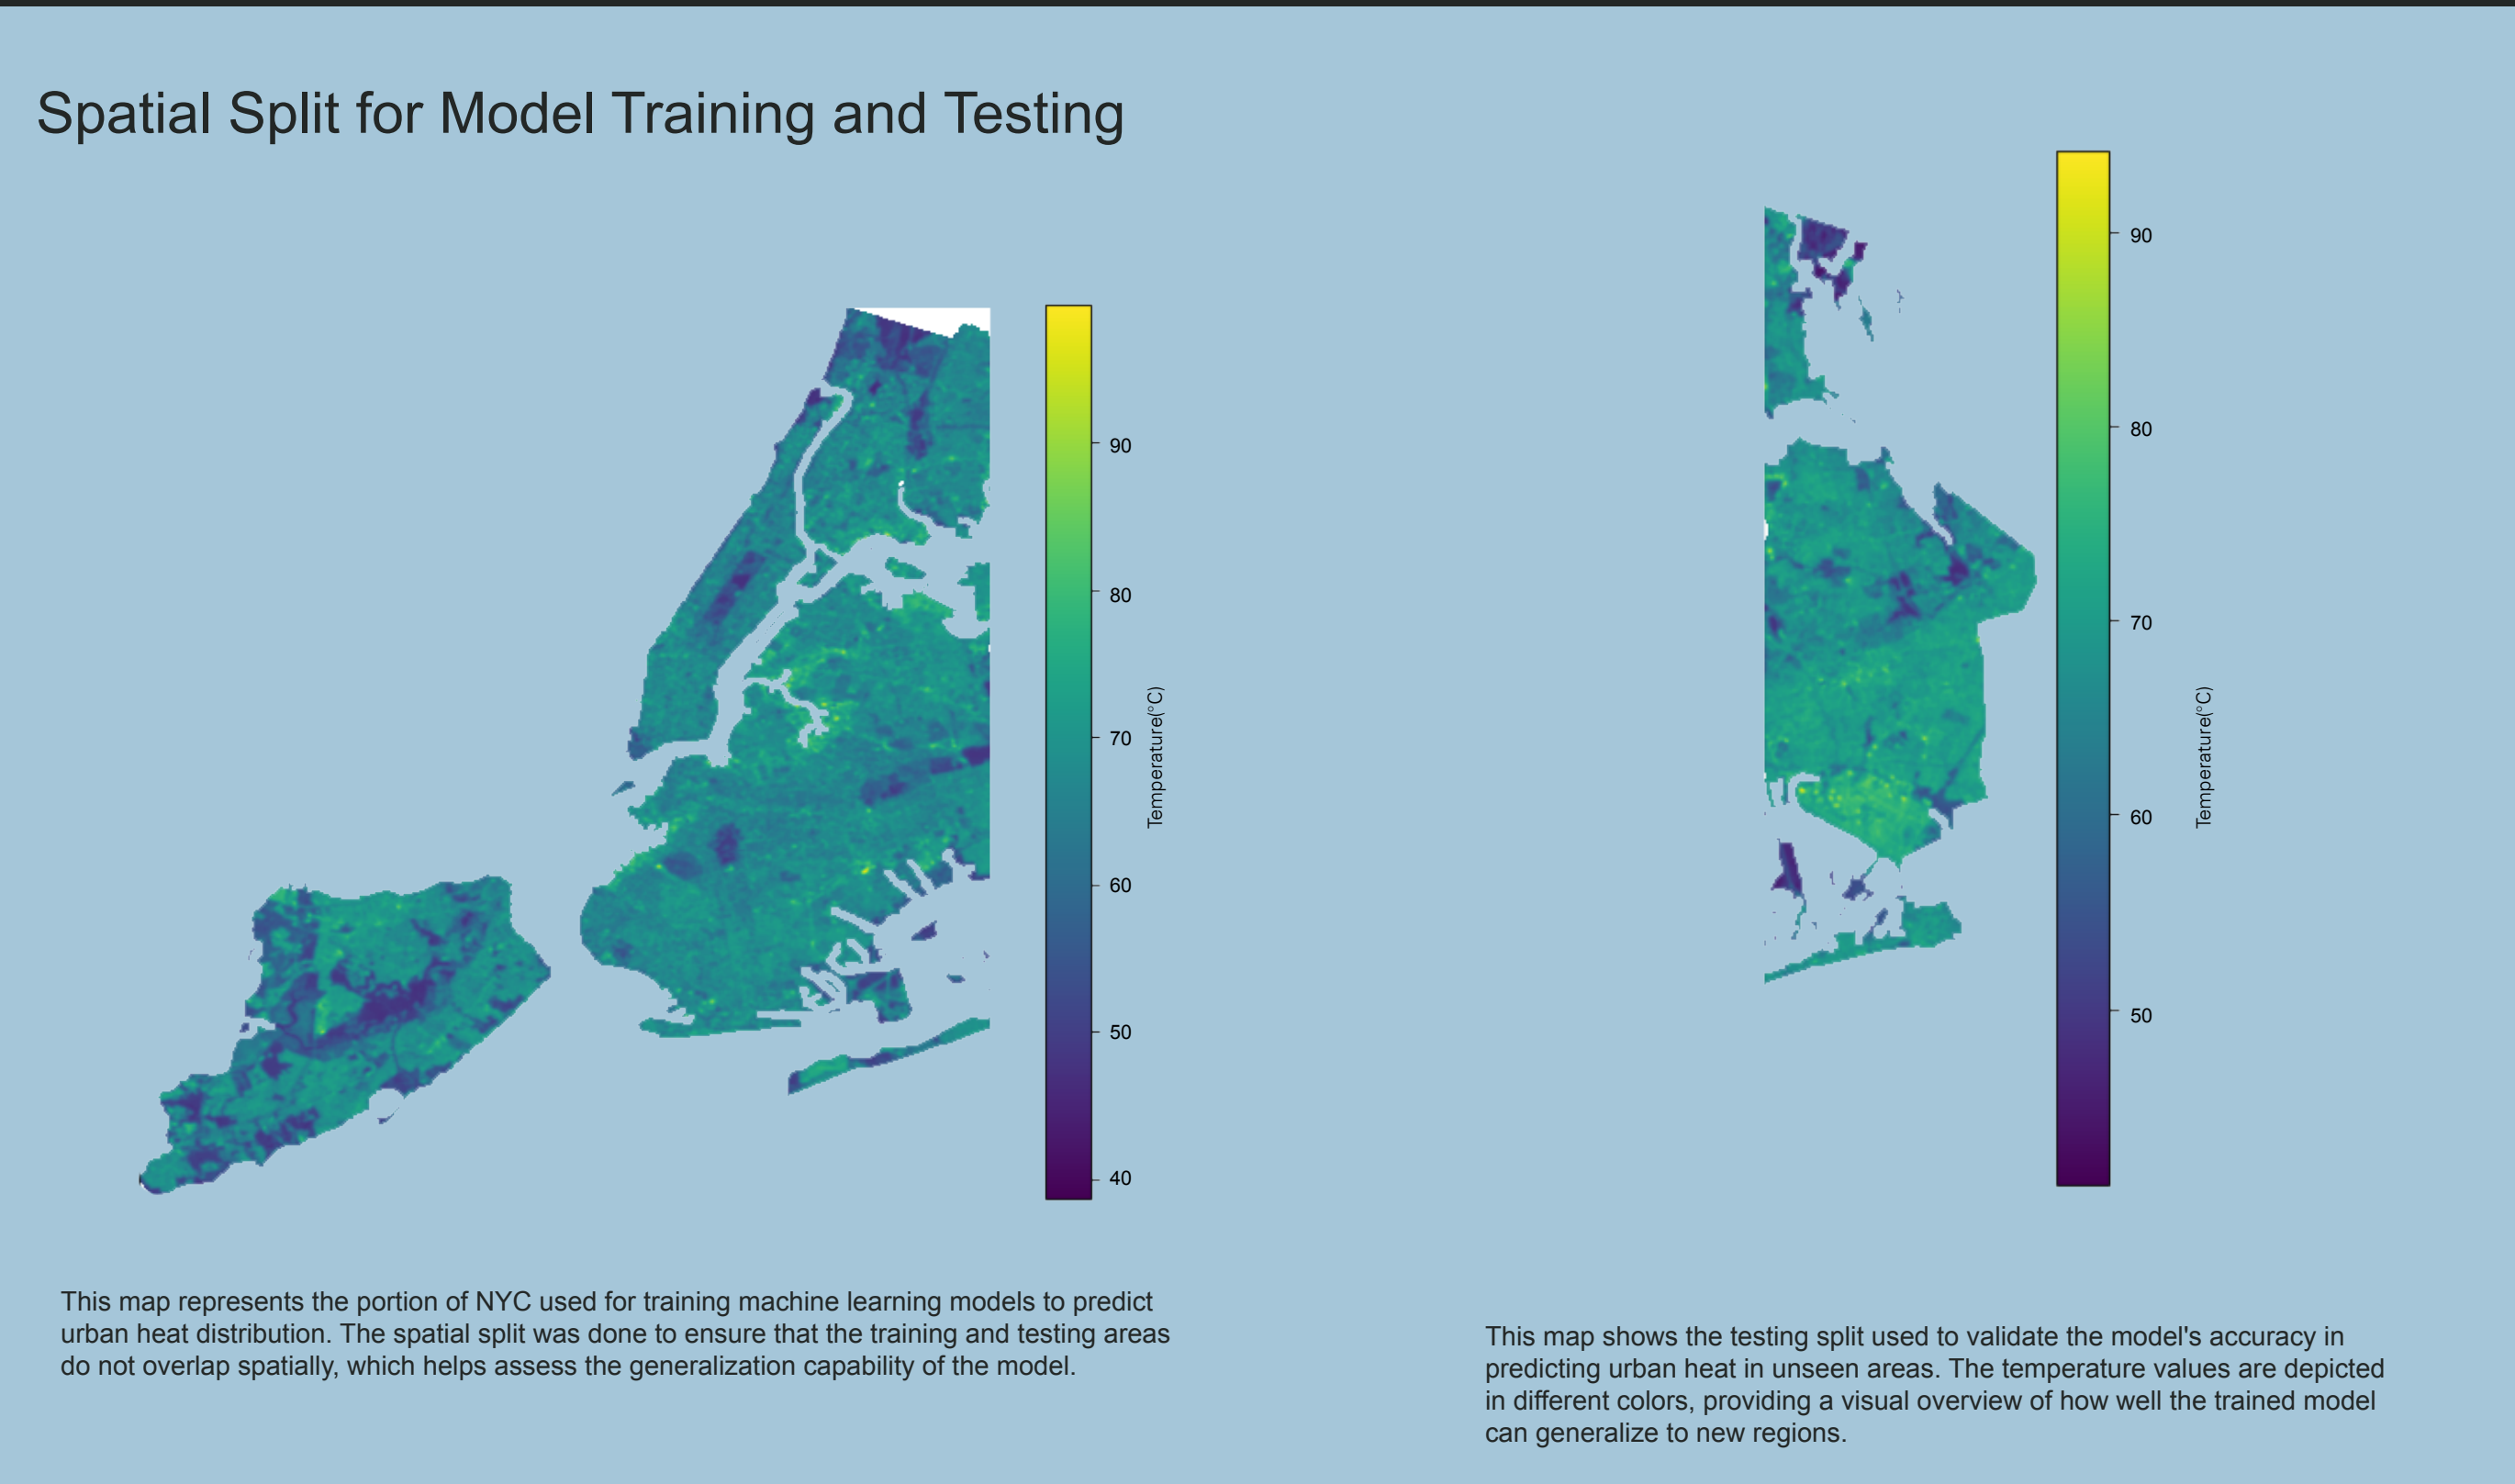 Spatial Split for Model Training and Testing
90
80
70
60
50
40
Temperature(°C)
90
80
70
60
50
Temperature(°C)
This map represents the portion of NYC used for training machine learning models to predict
urban heat distribution. The spatial split was done to ensure that the training and testing areas
do not overlap spatially, which helps assess the generalization capability of the model.
This map shows the testing split used to validate the model's accuracy in
predicting urban heat in unseen areas. The temperature values are depicted
in different colors, providing a visual overview of how well the trained model
can generalize to new regions.